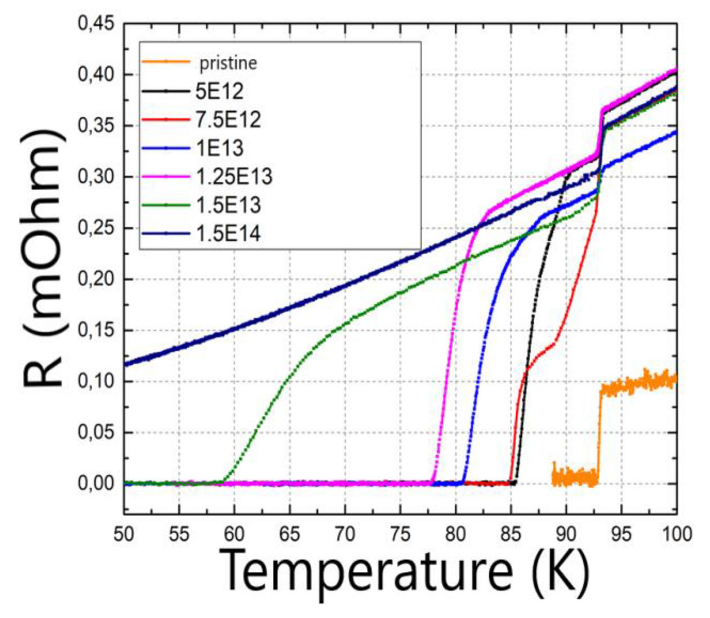 0,45
0,40
0,35
0,30
0,25
0,20
0,15
0,10
0,05
0,00
R (mOhm)
pristine
5E12
7.5E12
1E13
1.25E13
1.5E13
1.5E14
50 55 60 65 70 75 80 85 90 95 100
Temperature (K)